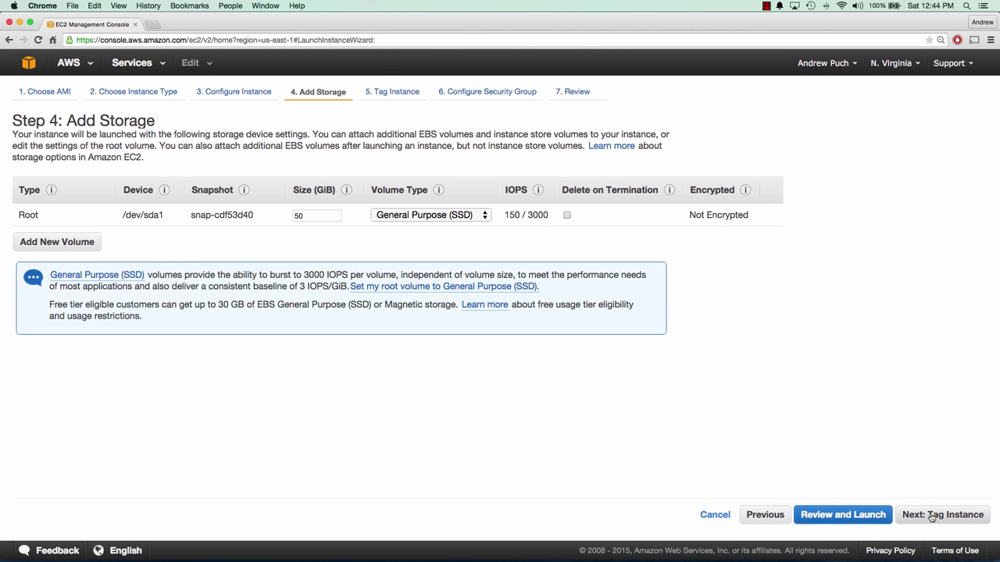 Chrome File Edit View History Bookmarks People Window Help 100% Sat 12:44 PM
EC2 Management Console Andrew
https://console.aws.amazon.com/ec2/v2/home?region=us-east-1#LaunchInstanceWizard:
AWS Services Edit Andrew Puch N. Virginia Support
1. Choose AMI 2. Choose Instance Type 3. Configure Instance 4. Add Storage 5. Tag Instance 6. Configure Security Group 7. Review
Step 4: Add Storage
Your instance will be launched with the following storage device settings. You can attach additional EBS volumes and instance store volumes to your instance, or
edit the settings of the root volume. You can also attach additional EBS volumes after launching an instance, but not instance store volumes. Learn more about
storage options in Amazon EC2.
Type Device Snapshot Size (GiB) Volume Type IOPS Delete on Termination Encrypted
Root /dev/sda1 snap-cdf53d40 50 General Purpose (SSD) 150 / 3000 Not Encrypted
Add New Volume
General Purpose (SSD) volumes provide the ability to burst to 3000 IOPS per volume, independent of volume size, to meet the performance needs
of most applications and also deliver a consistent baseline of 3 IOPS/GiB. Set my root volume to General Purpose (SSD).
Free tier eligible customers can get up to 30 GB of EBS General Purpose (SSD) or Magnetic storage. Learn more about free usage tier eligibility
and usage restrictions.
Cancel Previous Review and Launch Next: Tag Instance
Feedback English © 2008 - 2015, Amazon Web Services, Inc. or its affiliates. All rights reserved. Privacy Policy Terms of Use